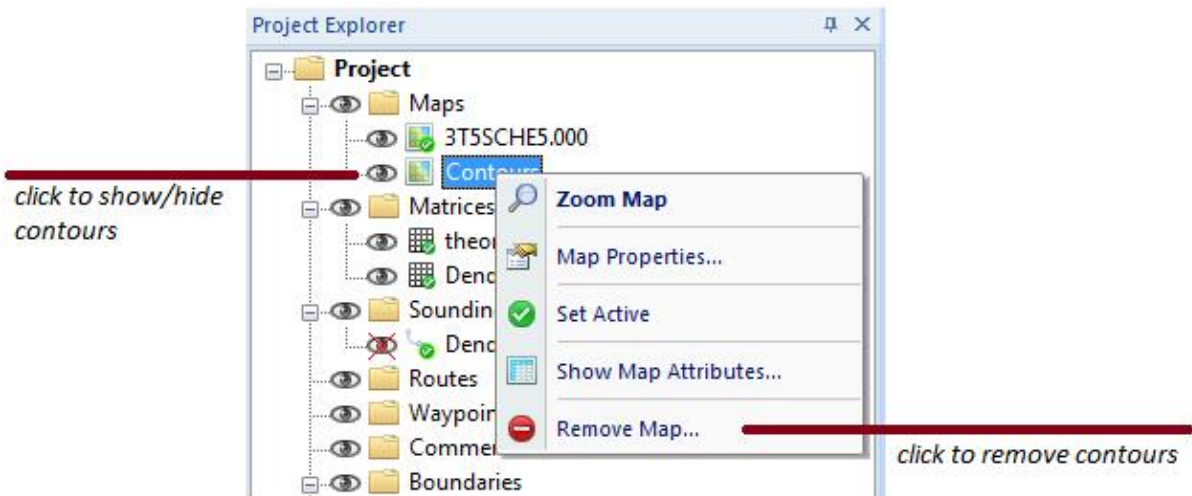 Project Explorer
Project
Maps
3T5SCHE5.000
Contours
click to show/hide
contours
Zoom Map
Matrices
Map Properties...
Set Active
Show Map Attributes...
Routes
Remove Map...
click to remove contours
Boundaries